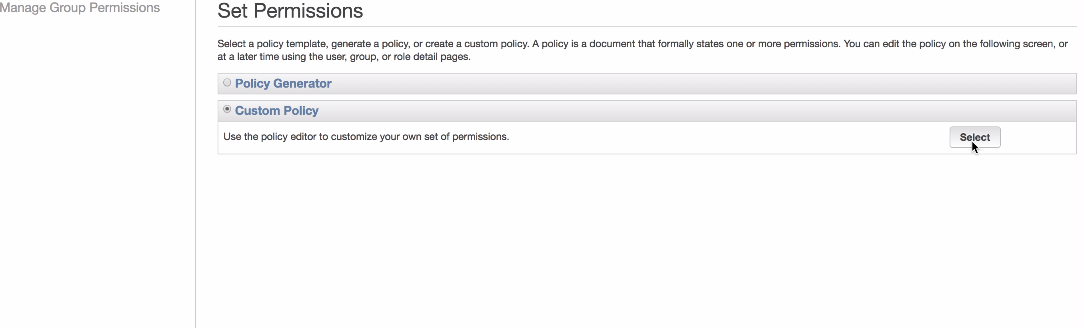 Manage Group Permissions
Set Permissions
Select a policy template, generate a policy, or create a custom policy. A policy is a document that formally states one or more permissions. You can edit the policy on the following screen, or
at a later time using the user, group, or role detail pages.
Policy Generator
Custom Policy
Use the policy editor to customize your own set of permissions.
Select